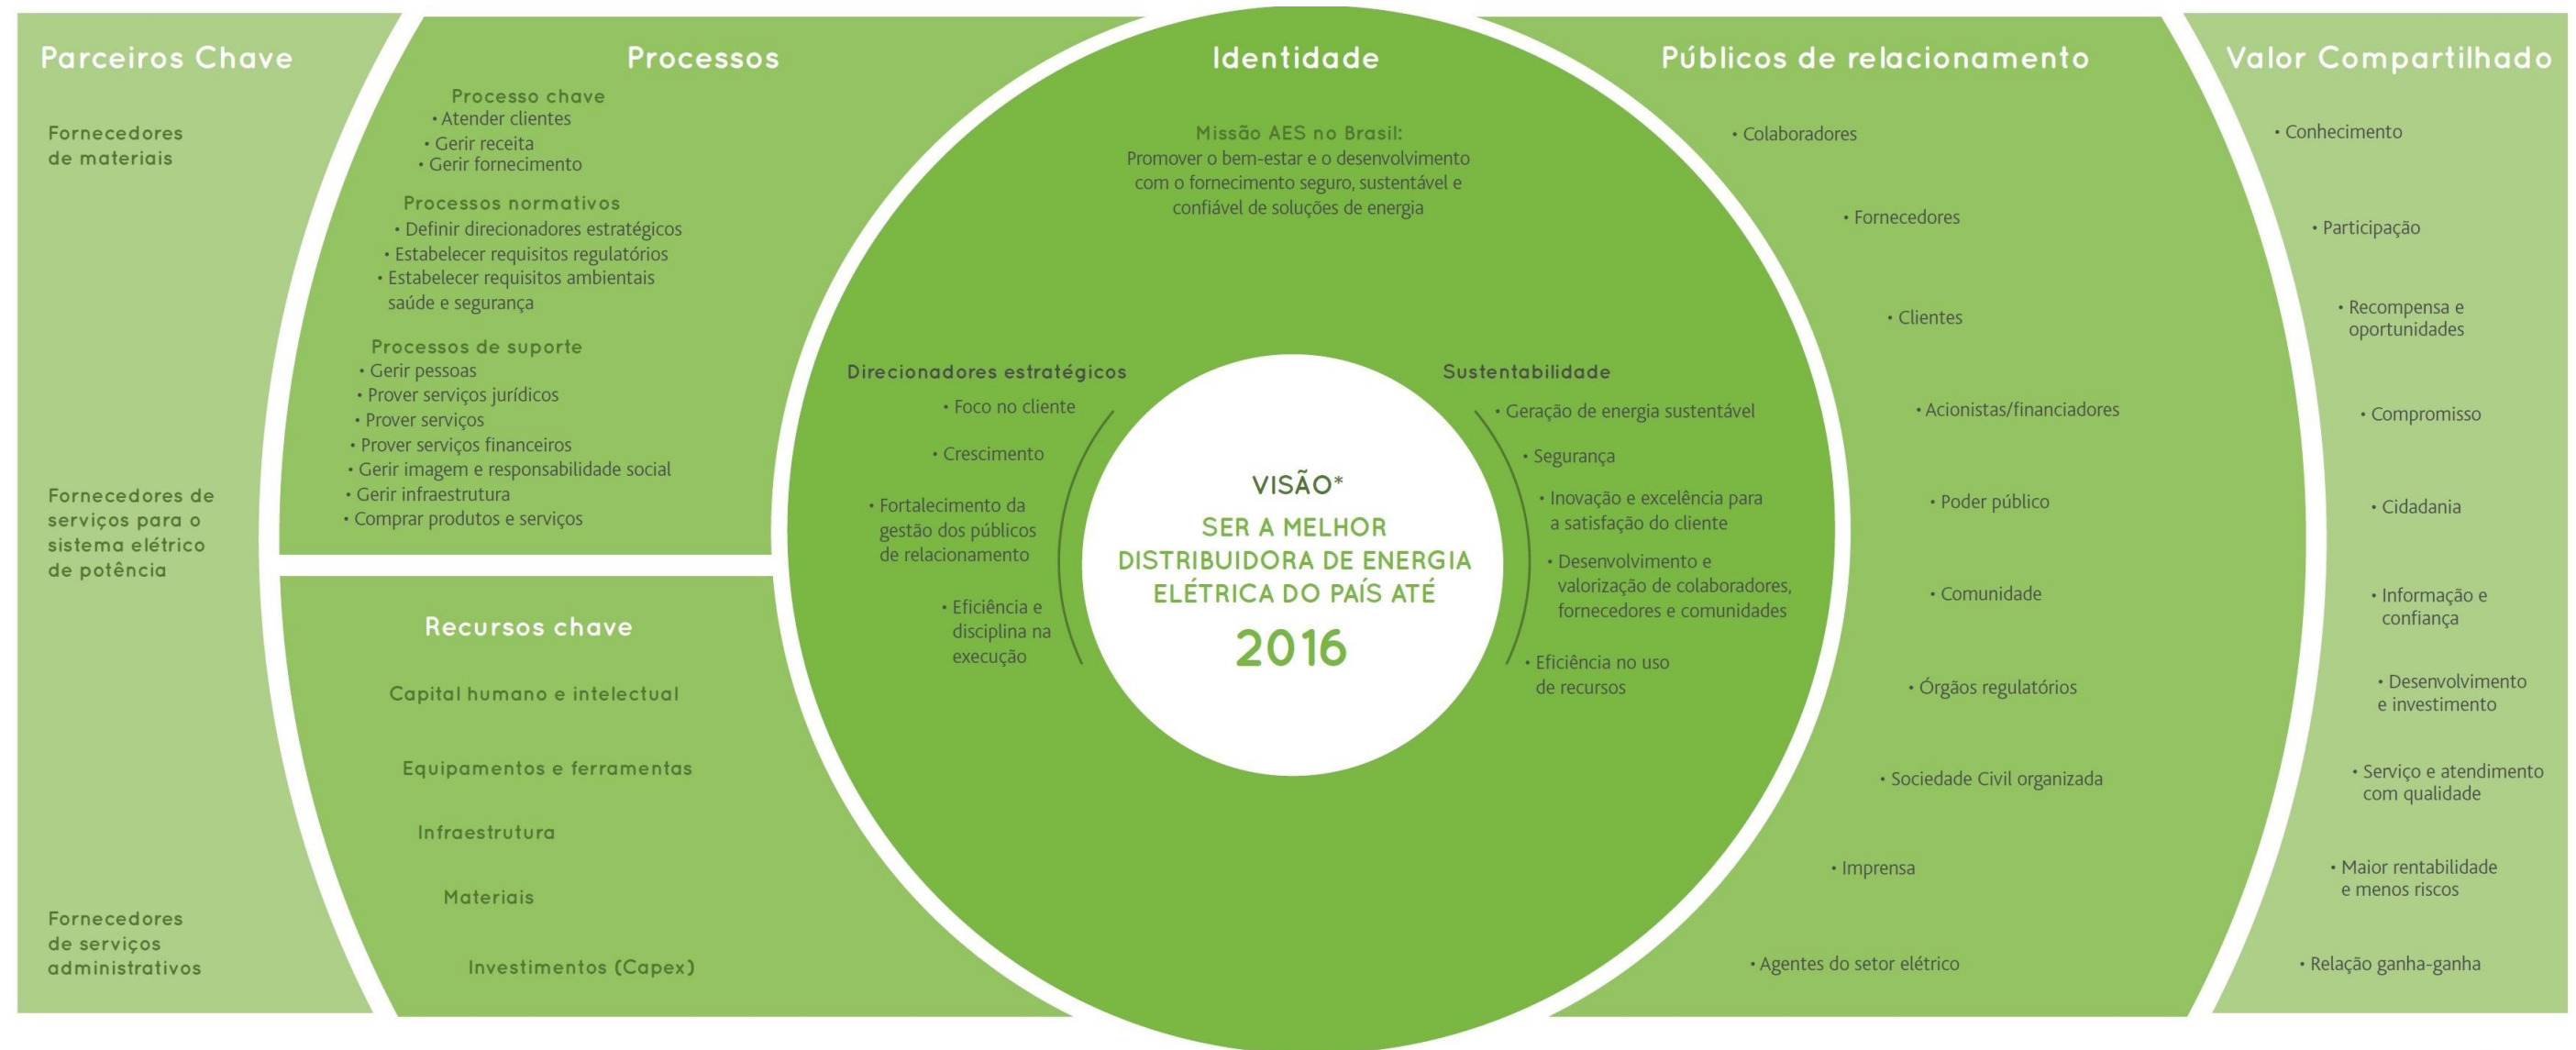 Parceiros Chave
Fornecedores
de materiais
Fornecedores de
serviços para o
sistema elétrico
de potência
Fornecedores
de serviços
administrativos
Processos
Processo chave
• Atender clientes
• Gerir receita
• Gerir fornecimento
Processos normativos
• Definir direcionadores estratégicos
• Estabelecer requisitos regulatórios
• Estabelecer requisitos ambientais
saúde e segurança
Processos de suporte
• Gerir pessoas
• Prover serviços jurídicos
• Prover serviços
• Prover serviços financeiros
• Gerir imagem e responsabilidade social
• Gerir infraestrutura
• Comprar produtos e serviços
Recursos chave
Capital humano e intelectual
Equipamentos e ferramentas
Infraestrutura
Materiais
Investimentos (Capex)
Identidade
Missão AES no Brasil:
Promover o bem-estar e o desenvolvimento
com o fornecimento seguro, sustentável e
confiável de soluções de energia
Direcionadores estratégicos
• Foco no cliente
• Crescimento
• Fortalecimento da
gestão dos públicos
de relacionamento
• Eficiência e
disciplina na
execução
VISÃO*
SER A MELHOR
DISTRIBUIDORA DE ENERGIA
ELÉTRICA DO PAÍS ATÉ
2016
Sustentabilidade
• Geração de energia sustentável
• Segurança
• Inovação e excelência para
a satisfação do cliente
• Desenvolvimento e
valorização de colaboradores,
fornecedores e comunidades
• Eficiência no uso
de recursos
Públicos de relacionamento
• Colaboradores
• Fornecedores
• Clientes
• Acionistas/financiadores
• Poder público
• Comunidade
• Órgãos regulatórios
• Sociedade Civil organizada
• Imprensa
• Agentes do setor elétrico
Valor Compartilhado
• Conhecimento
• Participação
• Recompensa e
oportunidades
• Compromisso
• Cidadania
• Informação e
confiança
• Desenvolvimento
e investimento
• Serviço e atendimento
com qualidade
• Maior rentabilidade
e menos riscos
• Relação ganha-ganha